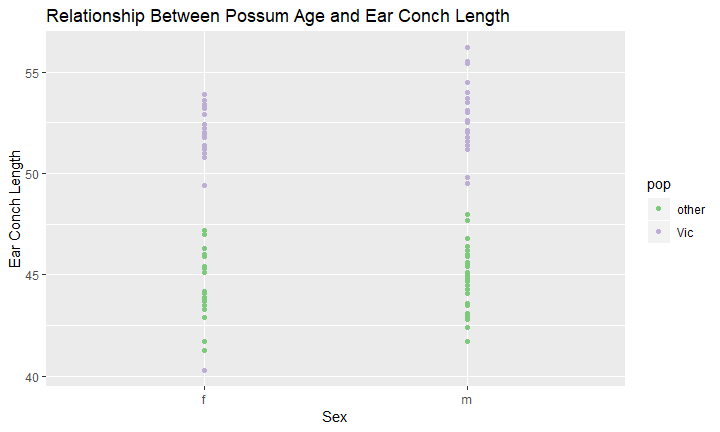 Relationship Between Possum Age and Ear Conch Length
Ear Conch Length
55
50
45
40
f
m
Sex
pop
other
Vic